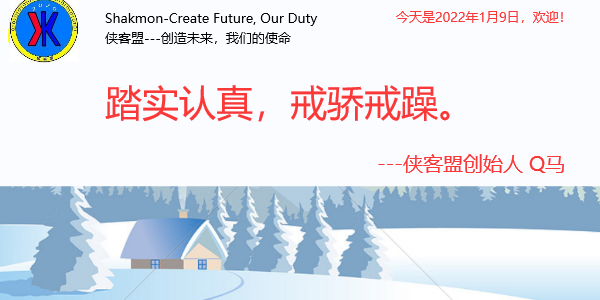 Shakmon-Create Future, Our Duty
今天是2022年1月9日，欢迎！
侠客盟---创造未来，我们的使命
踏实认真，戒骄戒躁。
---侠客盟创始人 Q马